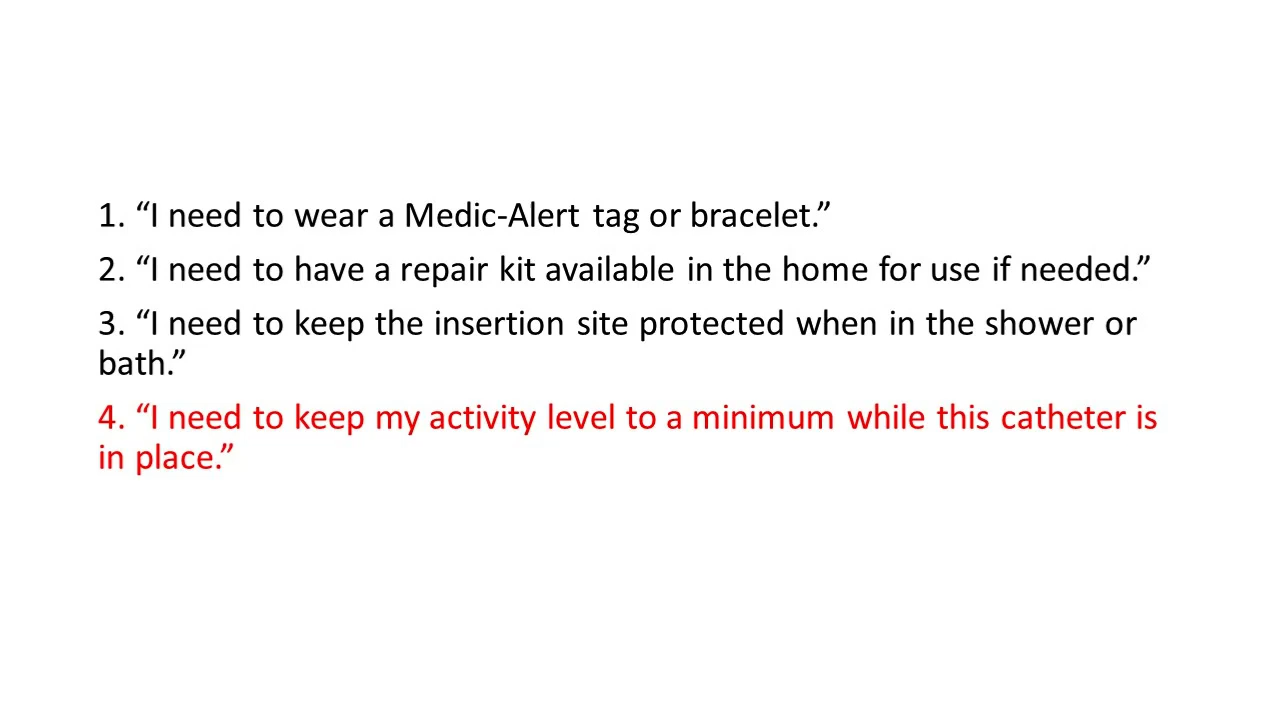 1. “I need to wear a Medic-Alert tag or bracelet.”
2. “I need to have a repair kit available in the home for use if needed.”
3. “I need to keep the insertion site protected when in the shower or
bath.”
4. “I need to keep my activity level to a minimum while this catheter is
in place.”